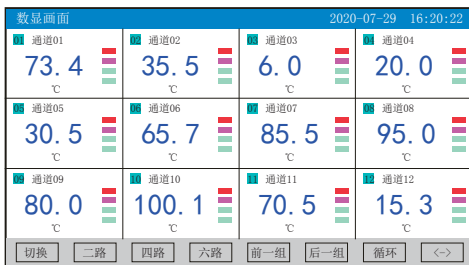 数显画面 2020-07-29 16:20:22
01 通道01 02 通道02 03 通道03 04 通道04
73.4 35.5 6.0 20.0
℃ ℃ ℃ ℃
05 通道05 06 通道06 07 通道07 08 通道08
30.5 65.7 85.5 95.0
℃ ℃ ℃ ℃
09 通道09 10 通道10 11 通道11 12 通道12
80.0 100.1 70.5 15.3
℃ ℃ ℃ ℃
切换 二路 四路 六路 前一组 后一组 循环 <->